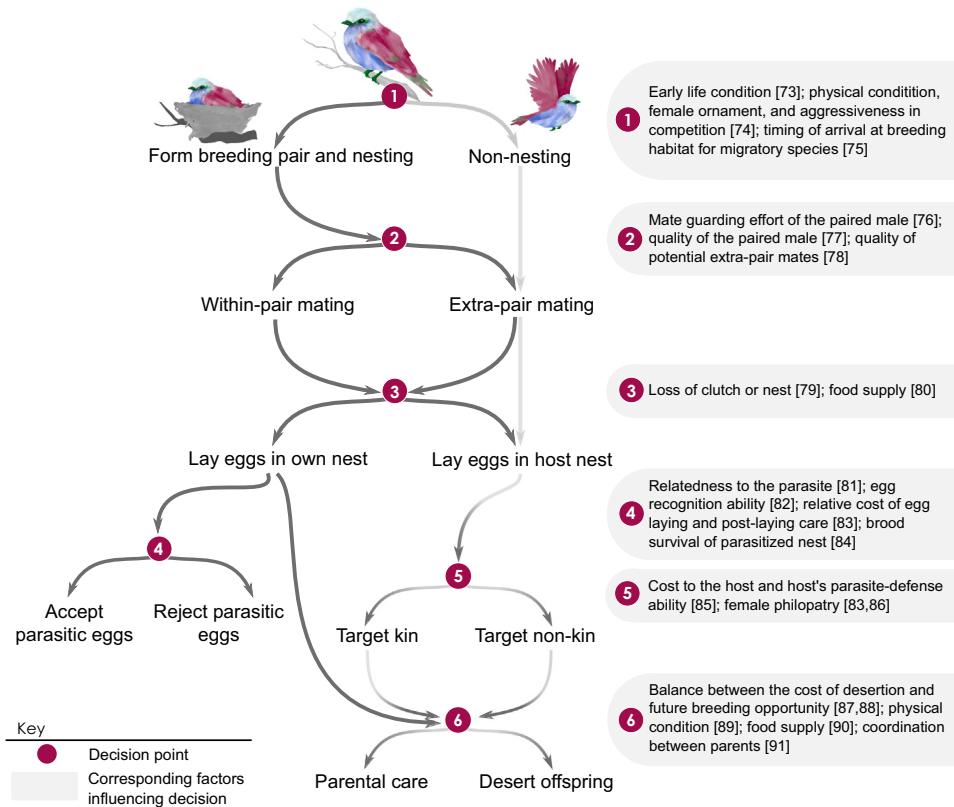 1
Form breeding pair and nesting
Non-nesting
2
Within-pair mating
Extra-pair mating
3
Lay eggs in own nest
Lay eggs in host nest
4
5
Accept
parasitic eggs
Reject parasitic
eggs
Target kin
Target non-kin
6
Parental care
Desert offspring
Key
Decision point
Corresponding factors
influencing decision
1
Early life condition [73]; physical conditition,
female ornament, and aggressiveness in
competition [74]; timing of arrival at breeding
habitat for migratory species [75]
2
Mate guarding effort of the paired male [76];
quality of the paired male [77]; quality of
potential extra-pair mates [78]
3
Loss of clutch or nest [79]; food supply [80]
4
Relatedness to the parasite [81]; egg
recognition ability [82]; relative cost of egg
laying and post-laying care [83]; brood
survival of parasitized nest [84]
5
Cost to the host and host's parasite-defense
ability [85]; female philopatry [83,86]
6
Balance between the cost of desertion and
future breeding opportunity [87,88]; physical
condition [89]; food supply [90]; coordination
between parents [91]